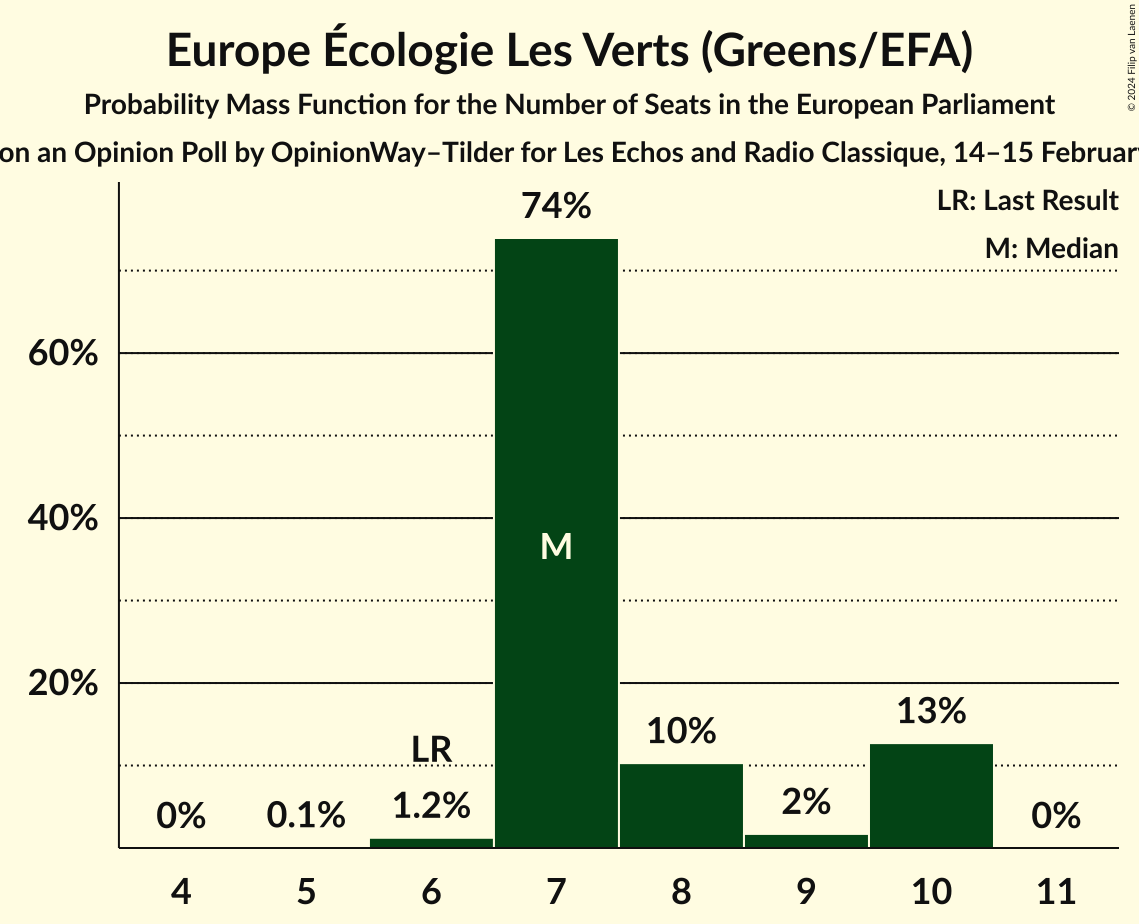 Europe Écologie Les Verts (Greens/EFA)
Probability Mass Function for the Number of Seats in the European Parliament
on an Opinion Poll by OpinionWay–Tilder for Les Echos and Radio Classique, 14–15 February
© 2024 Filip van Laenen
LR: Last Result
M: Median
60%
40%
20%
0%
0.1%
LR
1.2%
74%
M
10%
2%
13%
0%
4 5 6 7 8 9 10 11